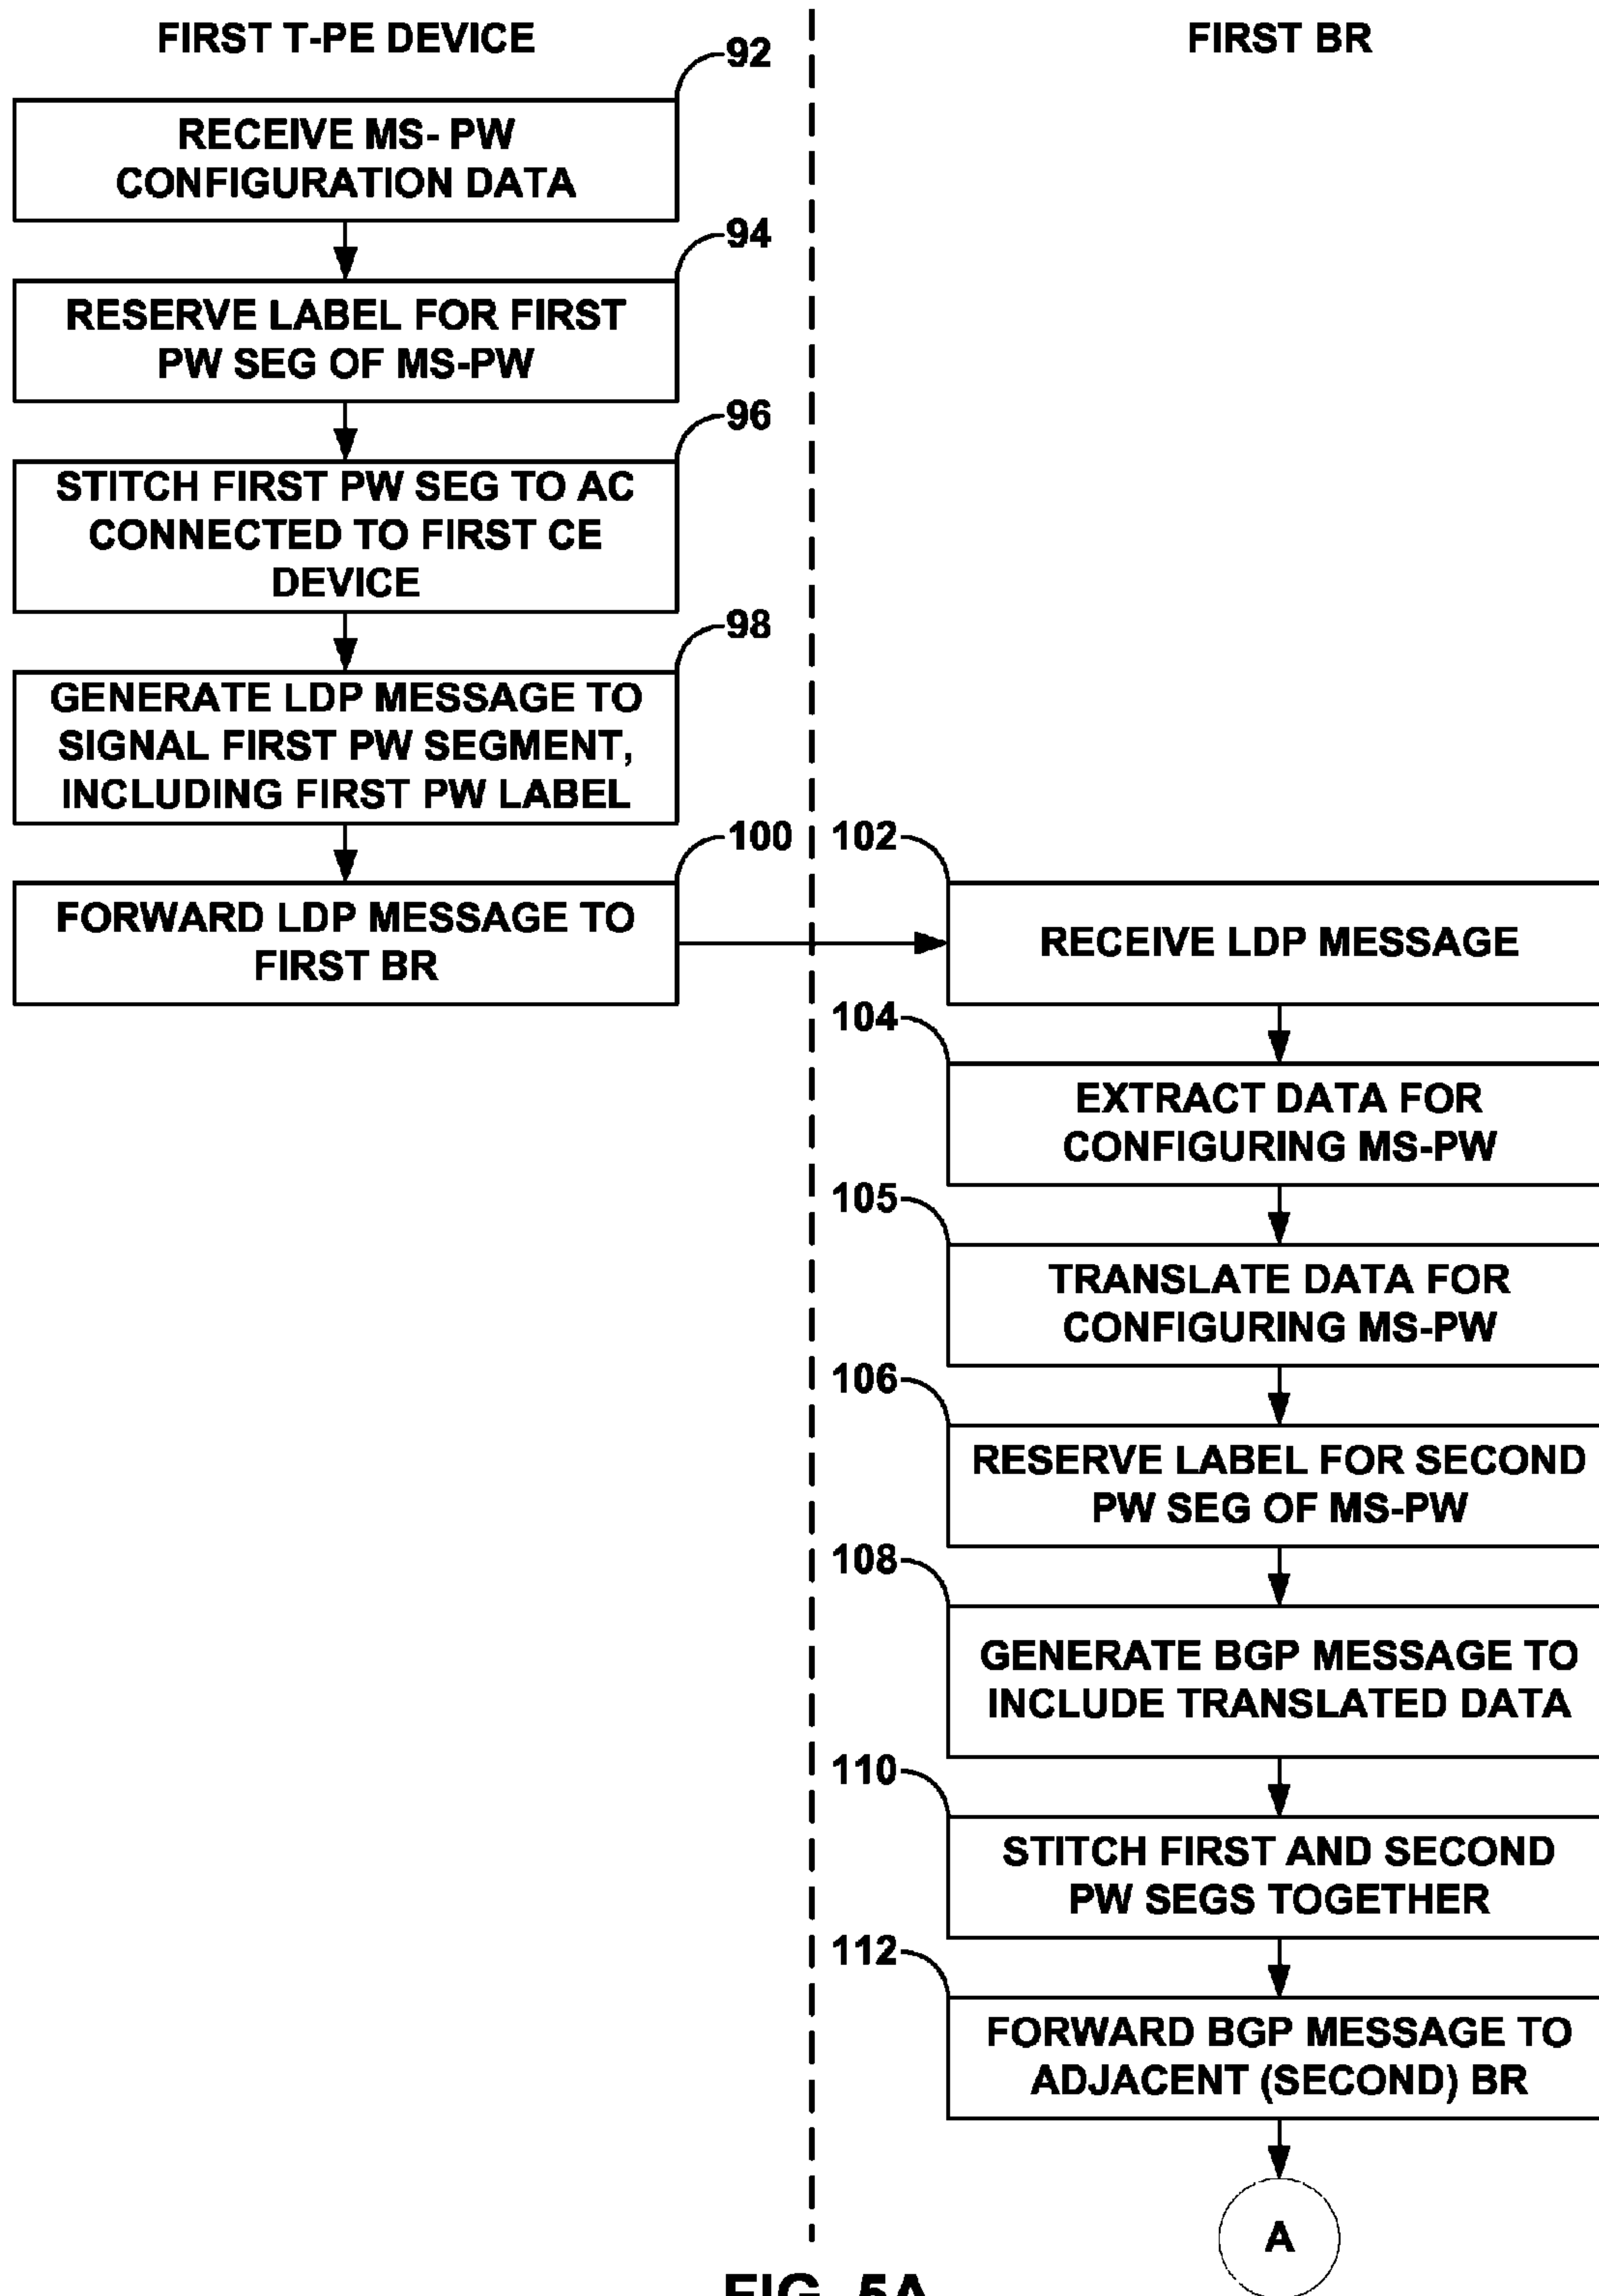 FIRST T-PE DEVICE
92
RECEIVE MS- PW
CONFIGURATION DATA
94
RESERVE LABEL FOR FIRST
PW SEG OF MS-PW
96
STITCH FIRST PW SEG TO AC
CONNECTED TO FIRST CE
DEVICE
98
GENERATE LDP MESSAGE TO
SIGNAL FIRST PW SEGMENT,
INCLUDING FIRST PW LABEL
100
FORWARD LDP MESSAGE TO
FIRST BR
FIRST BR
102
RECEIVE LDP MESSAGE
104
EXTRACT DATA FOR
CONFIGURING MS-PW
105
TRANSLATE DATA FOR
CONFIGURING MS-PW
106
RESERVE LABEL FOR SECOND
PW SEG OF MS-PW
108
GENERATE BGP MESSAGE TO
INCLUDE TRANSLATED DATA
110
STITCH FIRST AND SECOND
PW SEGS TOGETHER
112
FORWARD BGP MESSAGE TO
ADJACENT (SECOND) BR
A
FIG. 5A